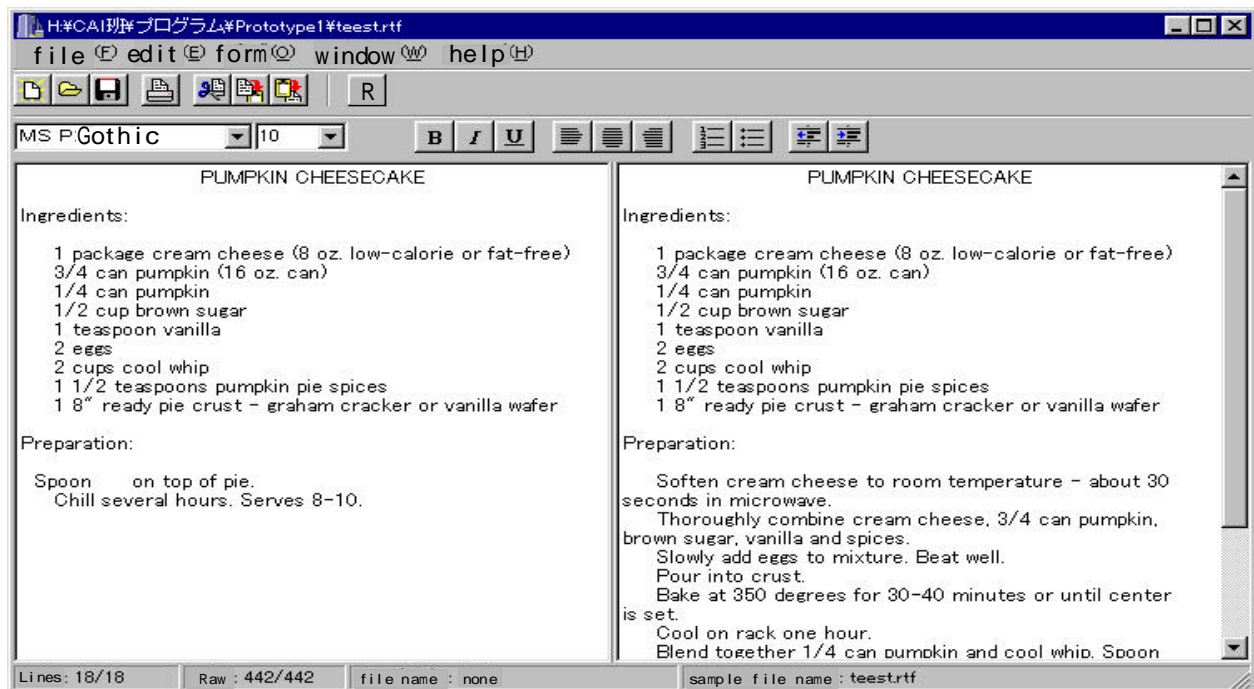 H:¥CAI班¥プログラム¥Prototype1¥teest.rtf
file(F) edit(E) form(O) window(W) help(H)
R
MS P Gothic 10 B I U
PUMPKIN CHEESECAKE
Ingredients:
1 package cream cheese (8 oz. low-calorie or fat-free)
3/4 can pumpkin (16 oz. can)
1/4 can pumpkin
1/2 cup brown sugar
1 teaspoon vanilla
2 eggs
2 cups cool whip
1 1/2 teaspoons pumpkin pie spices
1 8" ready pie crust - graham cracker or vanilla wafer
Preparation:
Spoon on top of pie.
Chill several hours. Serves 8-10.
PUMPKIN CHEESECAKE
Ingredients:
1 package cream cheese (8 oz. low-calorie or fat-free)
3/4 can pumpkin (16 oz. can)
1/4 can pumpkin
1/2 cup brown sugar
1 teaspoon vanilla
2 eggs
2 cups cool whip
1 1/2 teaspoons pumpkin pie spices
1 8" ready pie crust - graham cracker or vanilla wafer
Preparation:
Soften cream cheese to room temperature - about 30
seconds in microwave.
Thoroughly combine cream cheese, 3/4 can pumpkin,
brown sugar, vanilla and spices.
Slowly add eggs to mixture. Beat well.
Pour into crust.
Bake at 350 degrees for 30-40 minutes or until center
is set.
Cool on rack one hour.
Blend together 1/4 can pumpkin and cool whip. Spoon
Lines: 18/18 Raw : 442/442 file name : none sample file name : teest.rtf